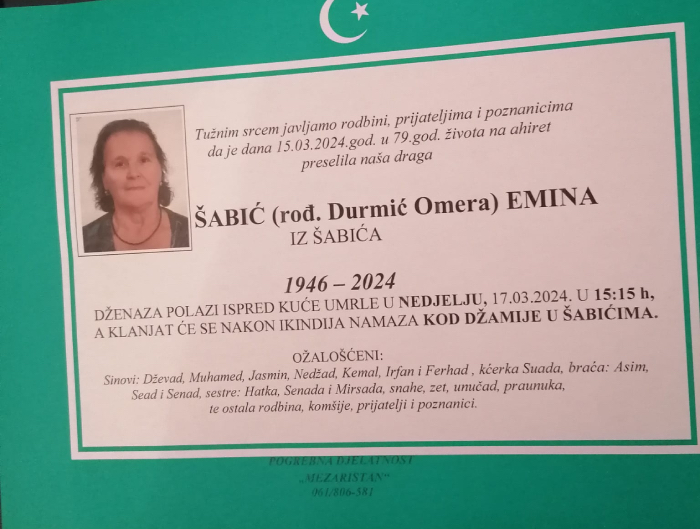 Tužnim srcem javljamo rodbini, prijateljima i poznanicima
da je dana 15.03.2024.god. u 79.god. života na ahiret
preselila naša draga
ŠABIĆ (rođ. Durmić Omera) EMINA
IZ ŠABIĆA
1946 – 2024
DŽENAZA POLAZI ISPRED KUĆE UMRLE U NEDJELJU, 17.03.2024. U 15:15 h,
A KLANJAT ĆE SE NAKON IKINDIJA NAMAZA KOD DŽAMIJE U ŠABIĆIMA.
OŽALOŠĆENI:
Sinovi: Dževad, Muhamed, Jasmin, Nedžad, Kemal, Irfan i Ferhad , kćerka Suada, braća: Asim,
Sead i Senad, sestre: Hatka, Senada i Mirsada, snahe, zet, unučad, praunuka,
te ostala rodbina, komšije, prijatelji i poznanici.
POGREBNA DJELATNOST
„MEZARISTAN“
061/806-581